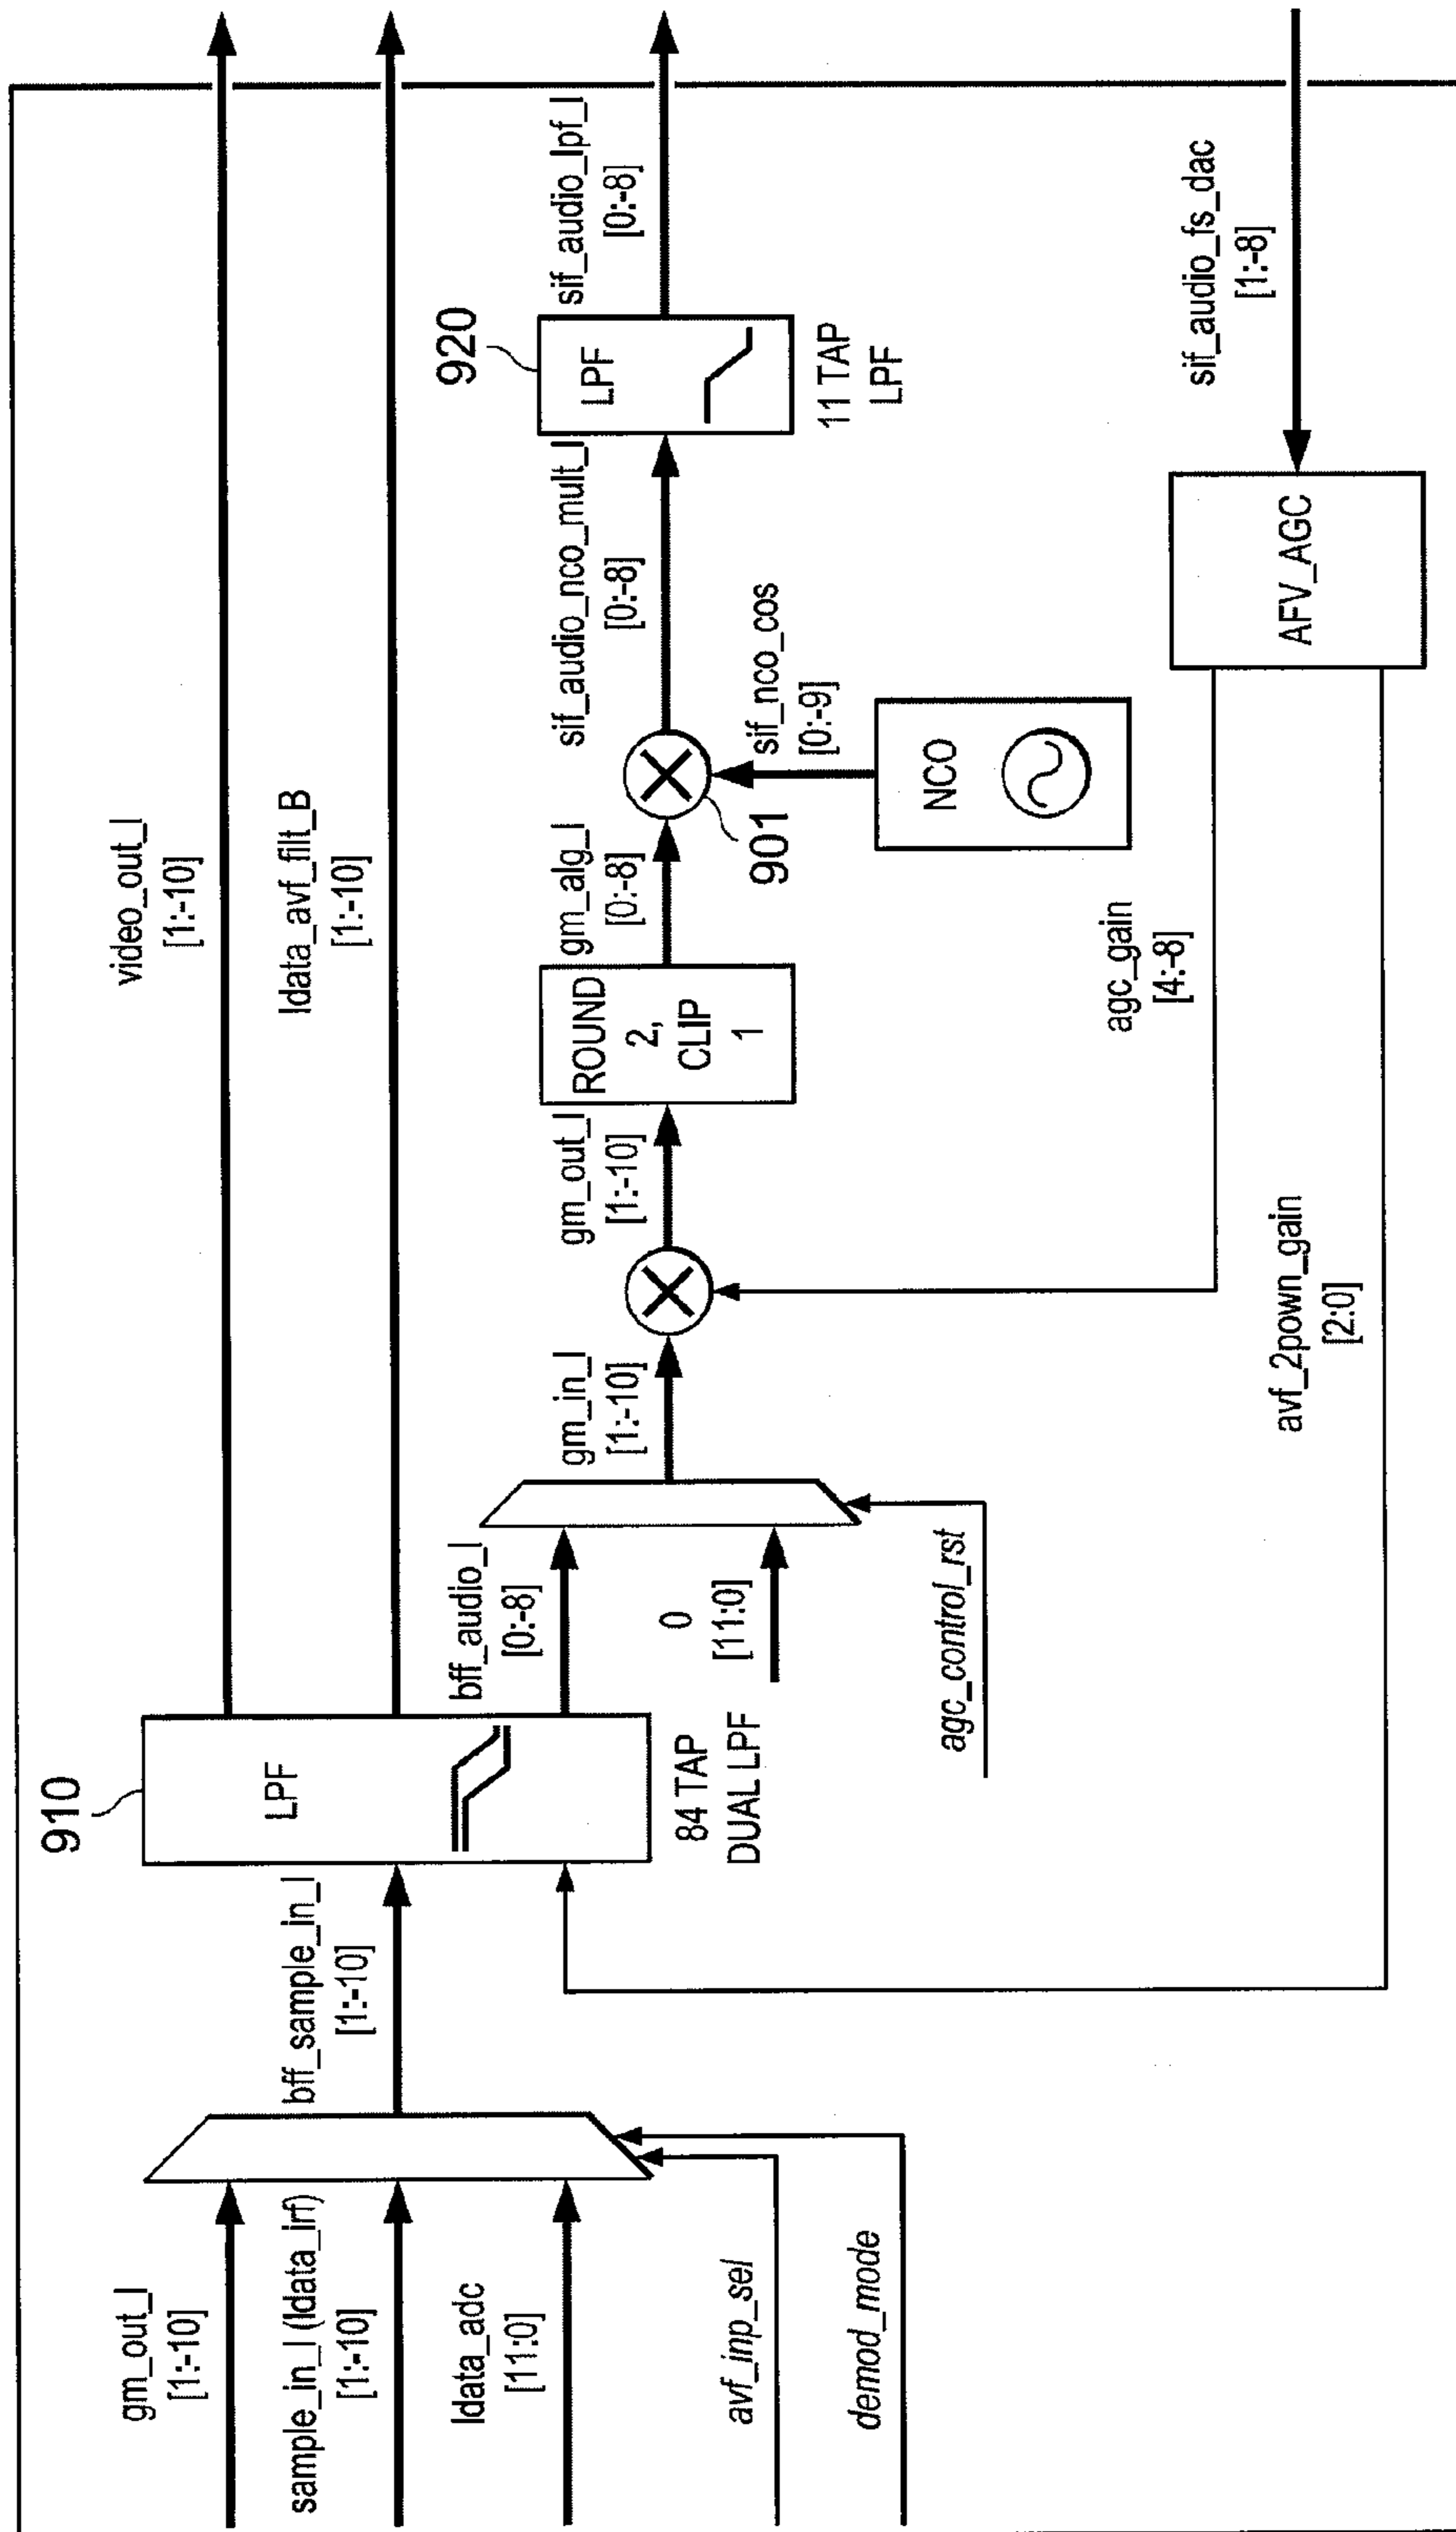 gm_out_I
[1:-10]
sample_in_I (Idata_irf)
[1:-10]
Idata_adc
[11:0]
avf_inp_sel
demod_mode
bff_sample_in_I
[1:-10]
910
LPF
84 TAP
DUAL LPF
video_out_I
[1:-10]
Idata_avf_filt_B
[1:-10]
bff_audio_I
[0:-8]
0
[11:0]
agc_control_rst
gm_in_I
[1:-10]
gm_out_I
[1:-10]
ROUND
2,
CLIP
1
gm_alg_I
[0:-8]
901
sif_nco_cos
[0:-9]
NCO
sif_audio_nco_mult_I
[0:-8]
920
LPF
11 TAP
LPF
sif_audio_lpf_I
[0:-8]
agc_gain
[4:-8]
avf_2pown_gain
[2:0]
AFV_AGC
sif_audio_fs_dac
[1:-8]